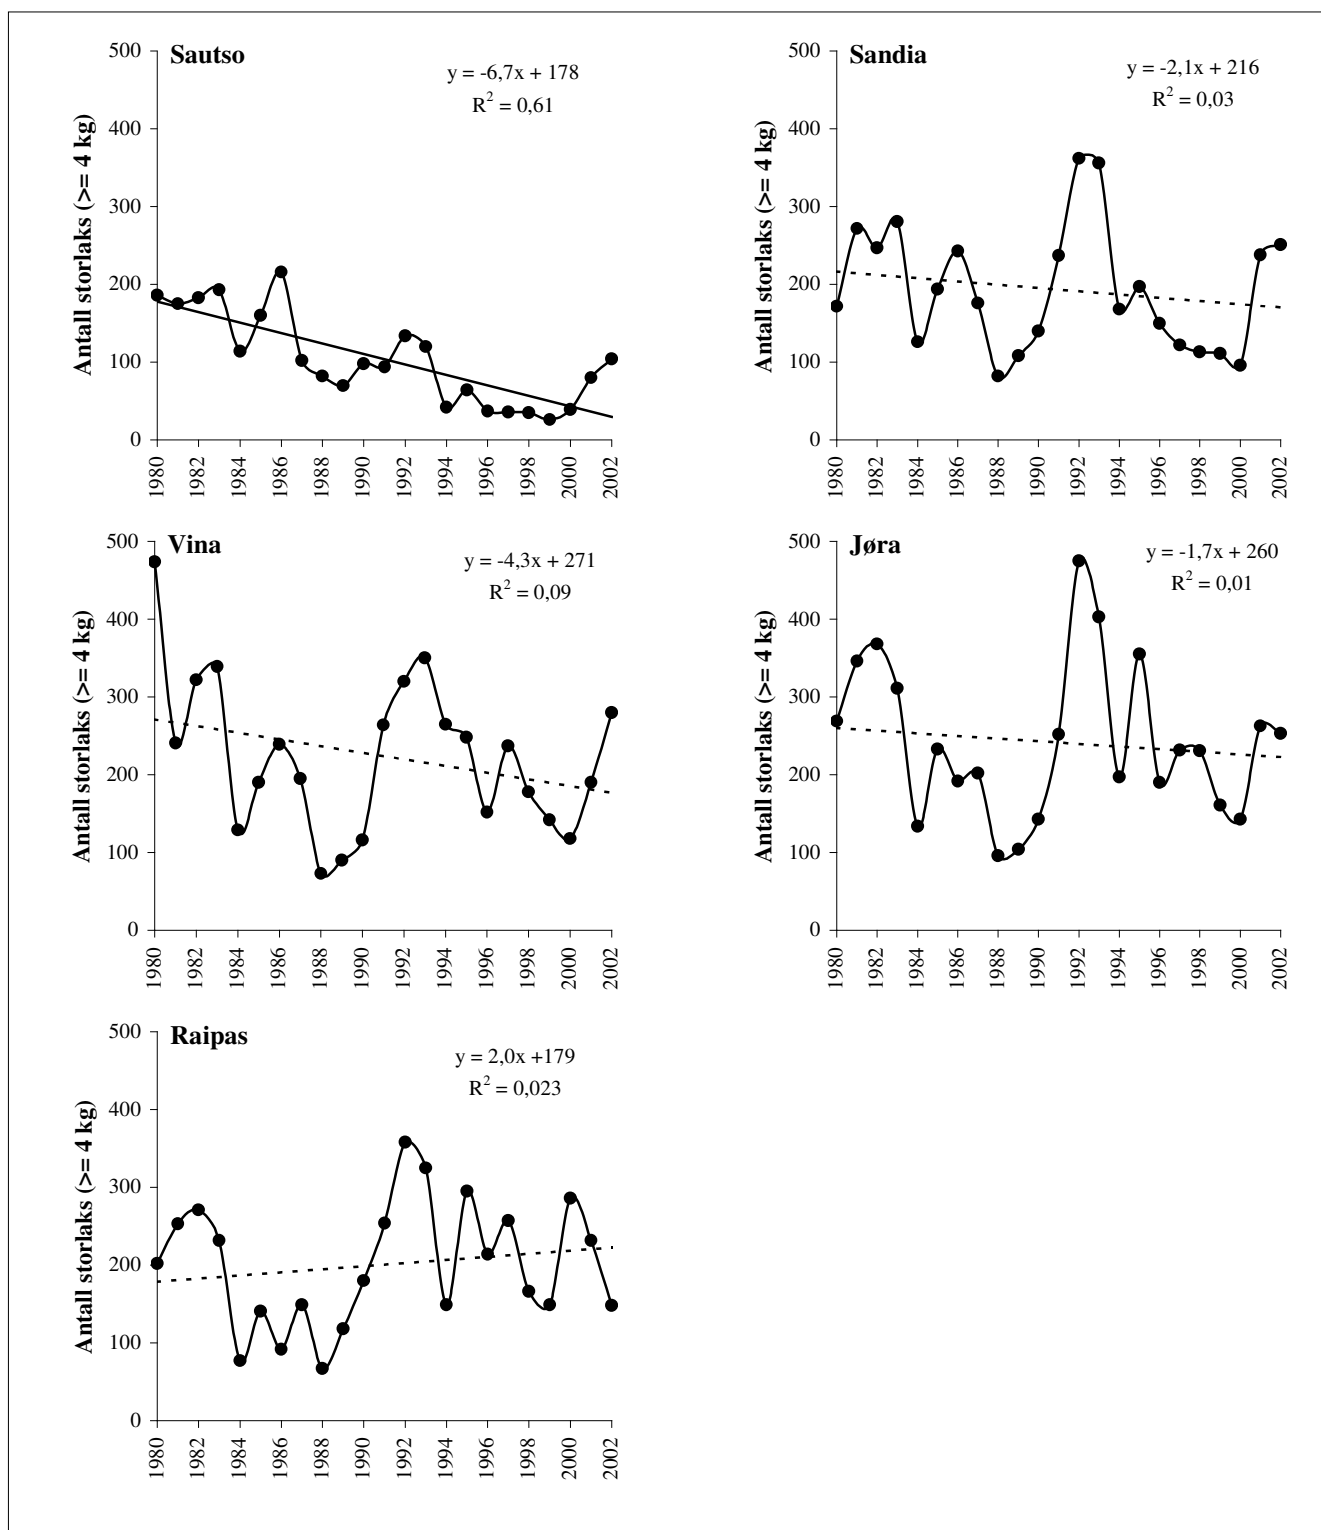 Sautso
y = -6,7x + 178
R² = 0,61
Antall storlaks (>= 4 kg)
500
400
300
200
100
0
1980 1982 1984 1986 1988 1990 1992 1994 1996 1998 2000 2002
Sandia
y = -2,1x + 216
R² = 0,03
Antall storlaks (>= 4 kg)
500
400
300
200
100
0
1980 1982 1984 1986 1988 1990 1992 1994 1996 1998 2000 2002
Vina
y = -4,3x + 271
R² = 0,09
Antall storlaks (>= 4 kg)
500
400
300
200
100
0
1980 1982 1984 1986 1988 1990 1992 1994 1996 1998 2000 2002
Jøra
y = -1,7x + 260
R² = 0,01
Antall storlaks (>= 4 kg)
500
400
300
200
100
0
1980 1982 1984 1986 1988 1990 1992 1994 1996 1998 2000 2002
Raipas
y = 2,0x +179
R² = 0,023
Antall storlaks (>= 4 kg)
500
400
300
200
100
0
1980 1982 1984 1986 1988 1990 1992 1994 1996 1998 2000 2002